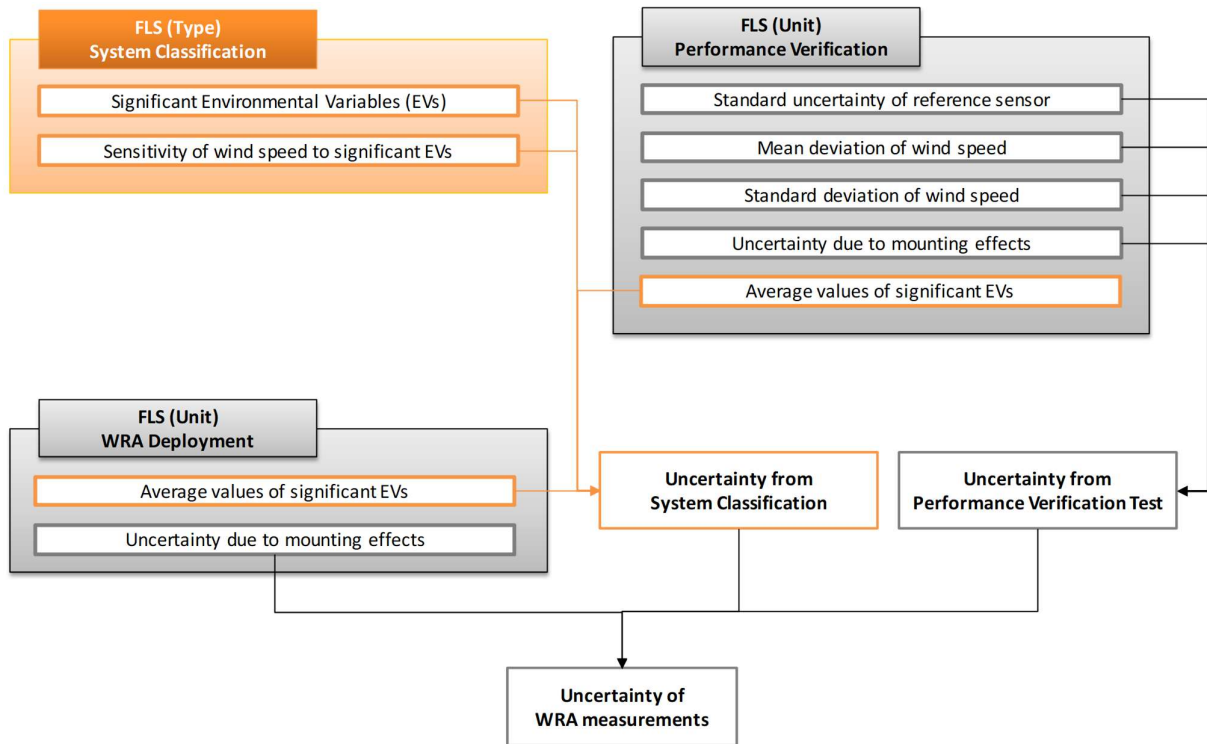 FLS (Type)
System Classification
Significant Environmental Variables (EVs)
Sensitivity of wind speed to significant EVs
FLS (Unit)
Performance Verification
Standard uncertainty of reference sensor
Mean deviation of wind speed
Standard deviation of wind speed
Uncertainty due to mounting effects
Average values of significant EVs
FLS (Unit)
WRA Deployment
Average values of significant EVs
Uncertainty due to mounting effects
Uncertainty from
System Classification
Uncertainty from
Performance Verification Test
Uncertainty of
WRA measurements